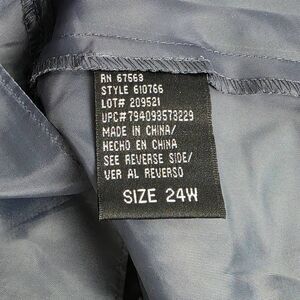 RN 67563
STYLE 610766
LOT# 209521
UPC#794093573229
MADE IN CHINA/
HECHO EN CHINA
SEE REVERSE SIDE/
VER AL REVERSO
SIZE 24W